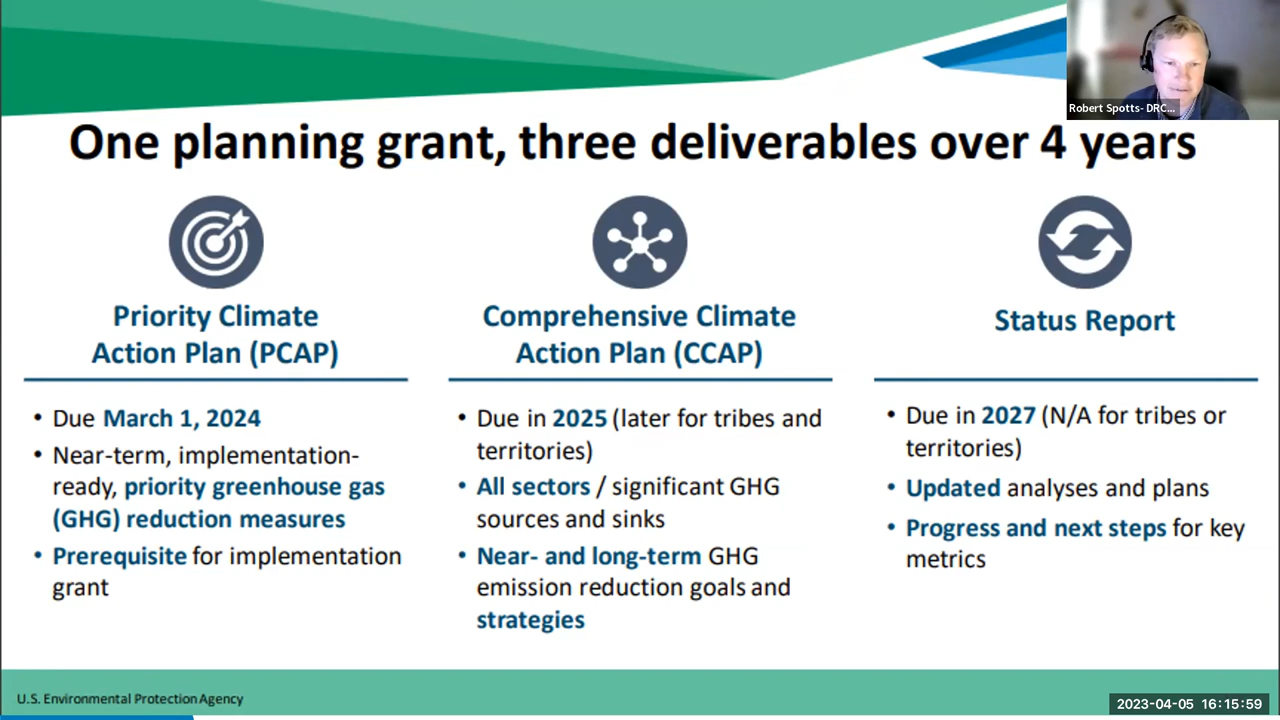 Robert Spotts- DRC...
One planning grant, three deliverables over 4 years
Priority Climate
Action Plan (PCAP)
• Due March 1, 2024
• Near-term, implementation-
ready, priority greenhouse gas
(GHG) reduction measures
• Prerequisite for implementation
grant
Comprehensive Climate
Action Plan (CCAP)
• Due in 2025 (later for tribes and
territories)
• All sectors / significant GHG
sources and sinks
• Near- and long-term GHG
emission reduction goals and
strategies
Status Report
• Due in 2027 (N/A for tribes or
territories)
• Updated analyses and plans
• Progress and next steps for key
metrics
U.S. Environmental Protection Agency
2023-04-05 16:15:59